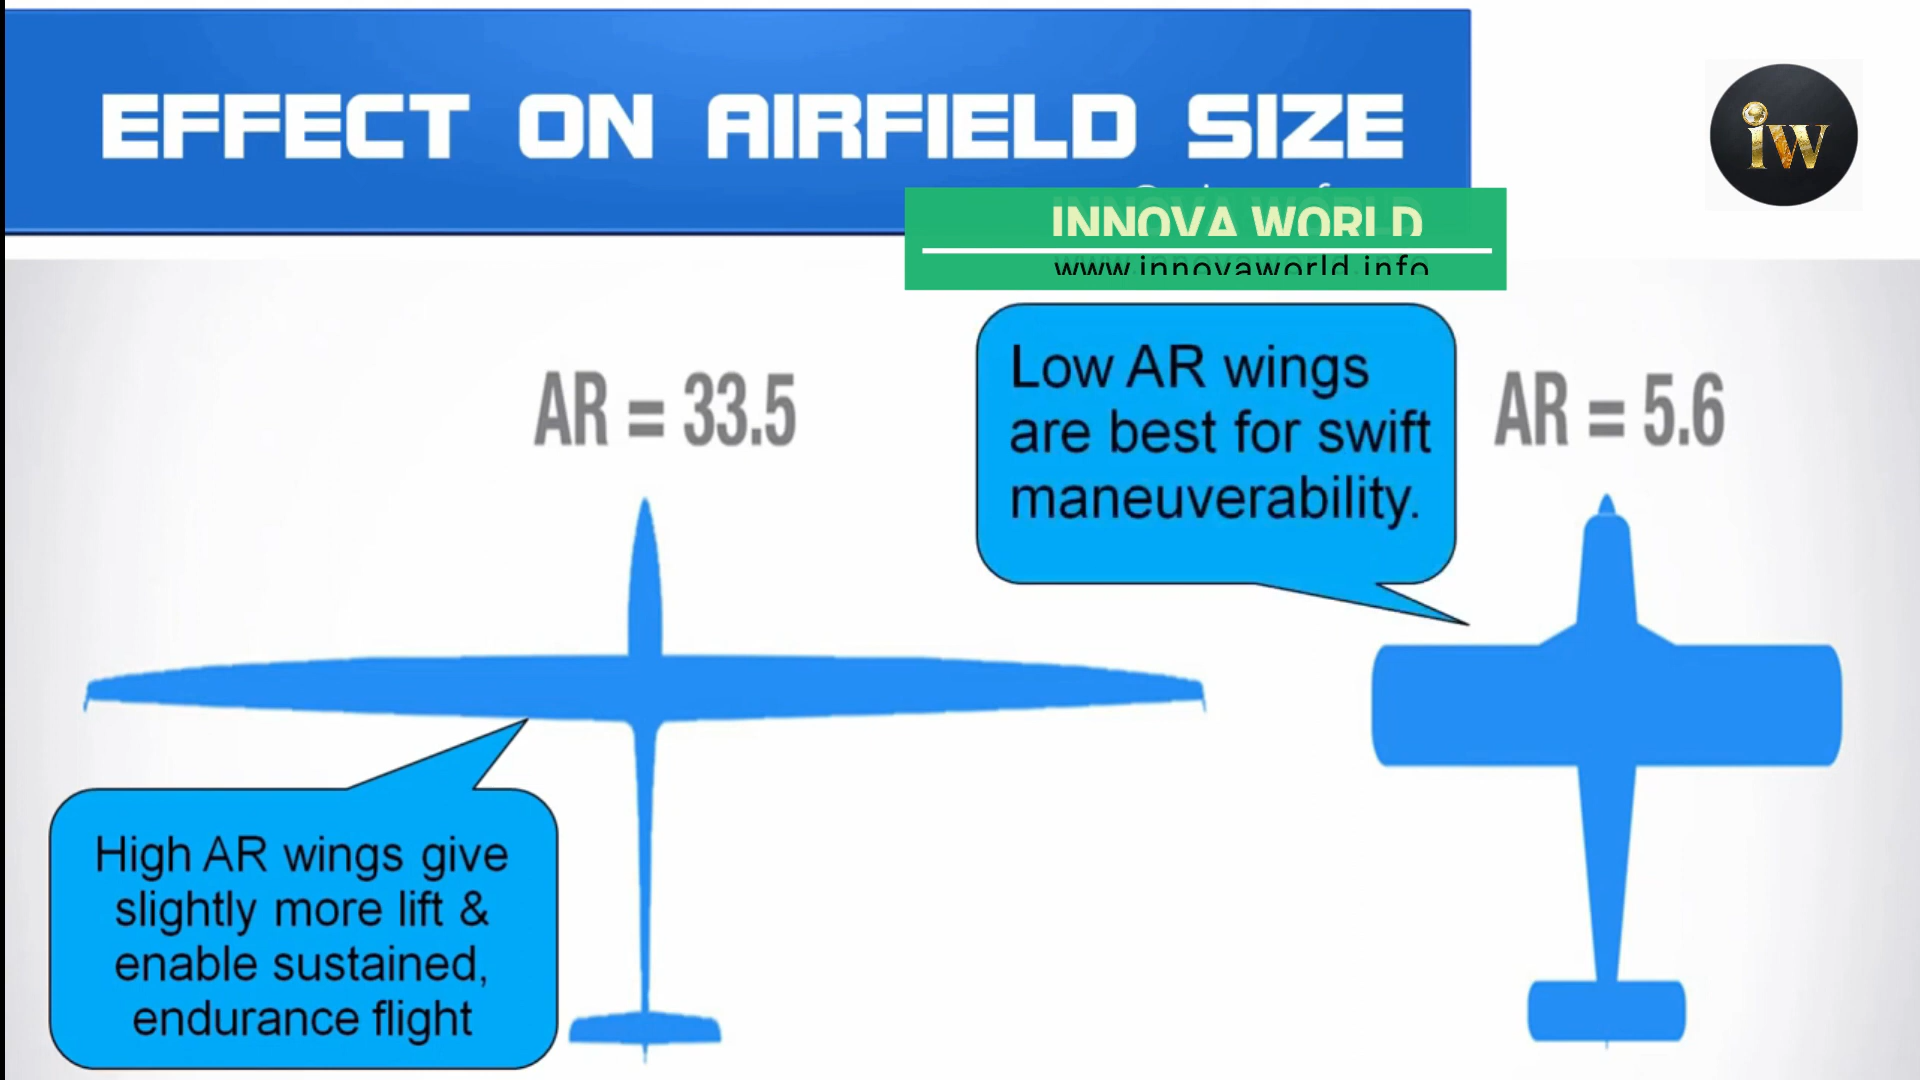 EFFECT ON AIRFIELD SIZE
iw
INNOVA WORLD
www.innovaworld.info
AR = 33.5
Low AR wings
are best for swift
maneuverability.
AR = 5.6
High AR wings give
slightly more lift &
enable sustained,
endurance flight